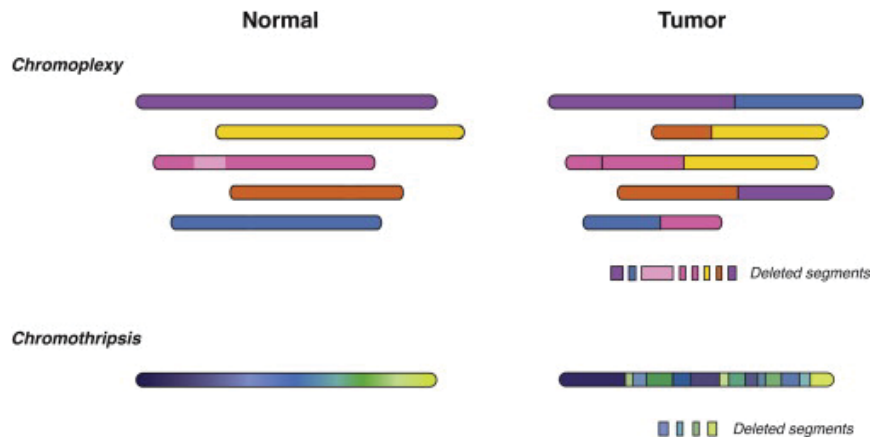 Normal
Tumor
Chromoplexy
Deleted segments
Chromothripsis
Deleted segments